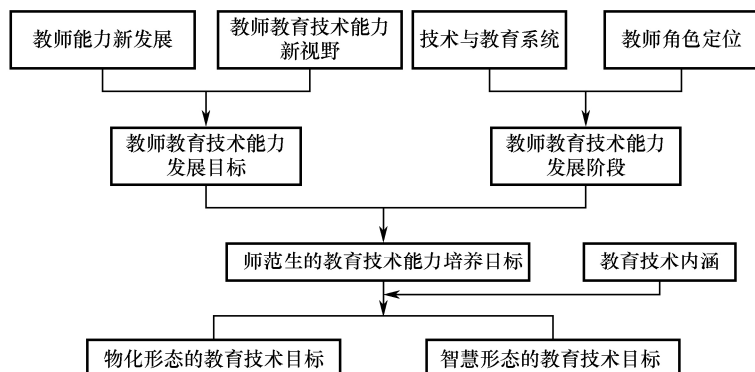 教师能力新发展
教师教育技术能力
新视野
技术与教育系统
教师角色定位
教师教育技术能力
发展目标
教师教育技术能力
发展阶段
师范生的教育技术能力培养目标
教育技术内涵
物化形态的教育技术目标
智慧形态的教育技术目标